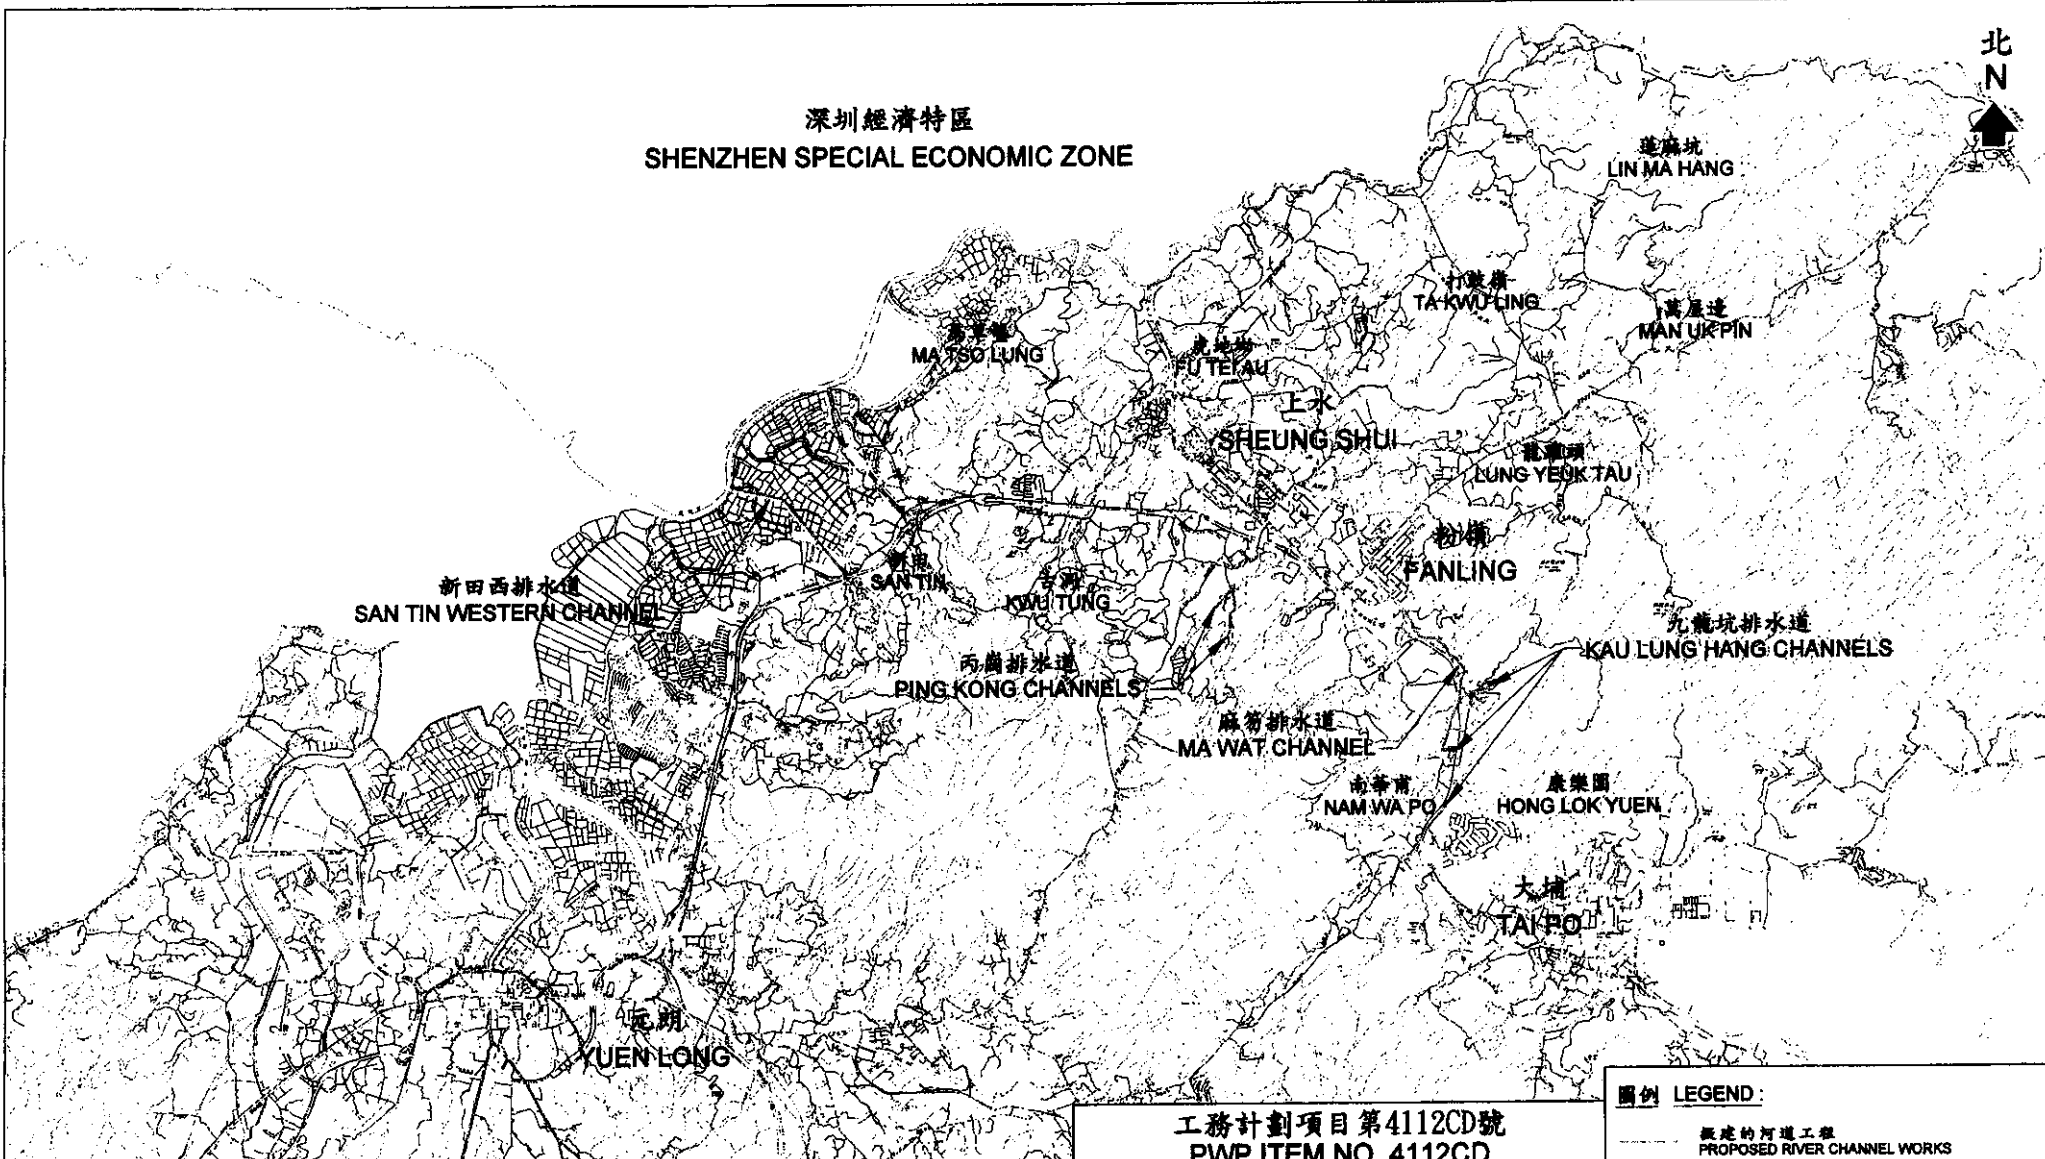 北
N
深圳經濟特區
SHENZHEN SPECIAL ECONOMIC ZONE
蓮麻坑
LIN MA HANG
打鼓嶺
TA KWU LING
萬屋邊
MAN UK PIN
馬草壟
MA TSO LUNG
虎地坳
FU TEI AU
上水
SHEUNG SHUI
龍躍頭
LUNG YEUK TAU
粉嶺
FANLING
新田
SAN TIN
古洞
KWU TUNG
新田西排水道
SAN TIN WESTERN CHANNEL
九龍坑排水道
KAU LUNG HANG CHANNELS
丙崗排水道
PING KONG CHANNELS
麻笏排水道
MA WAT CHANNEL
南華莆
NAM WA PO
康樂園
HONG LOK YUEN
大埔
TAI PO
元朗
YUEN LONG
工務計劃項目第4112CD號
PWP ITEM NO. 4112CD
圖例 LEGEND :
擬建的河道工程
PROPOSED RIVER CHANNEL WORKS